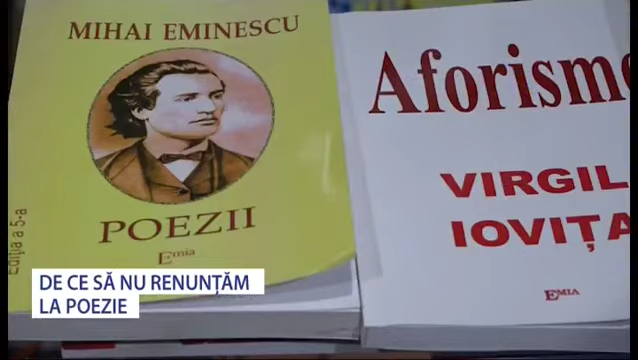 MIHAI EMINESCU
POEZII
Emia
Ediția a 5-a
Aforisme
VIRGIL
IOVIȚA
EMIA
DE CE SĂ NU RENUNȚĂM
LA POEZIE